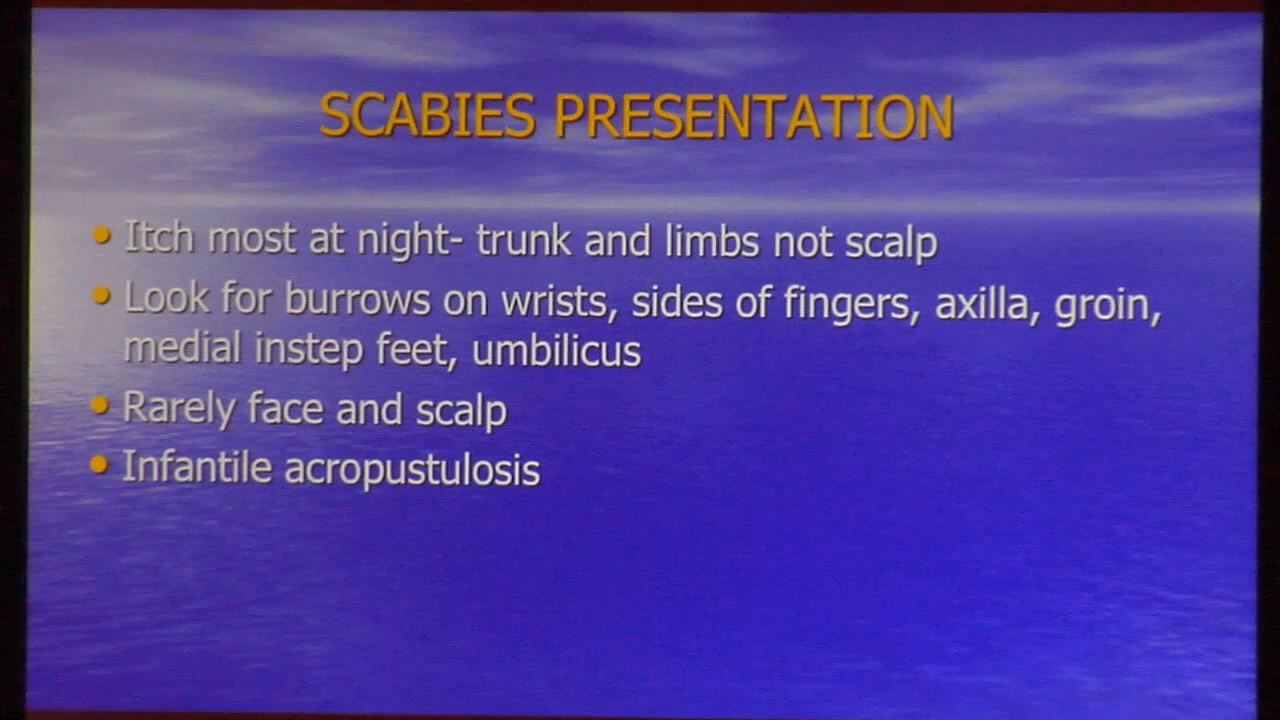 SCABIES PRESENTATION
• Itch most at night- trunk and limbs not scalp
• Look for burrows on wrists, sides of fingers, axilla, groin,
medial instep feet, umbilicus
• Rarely face and scalp
• Infantile acropustulosis